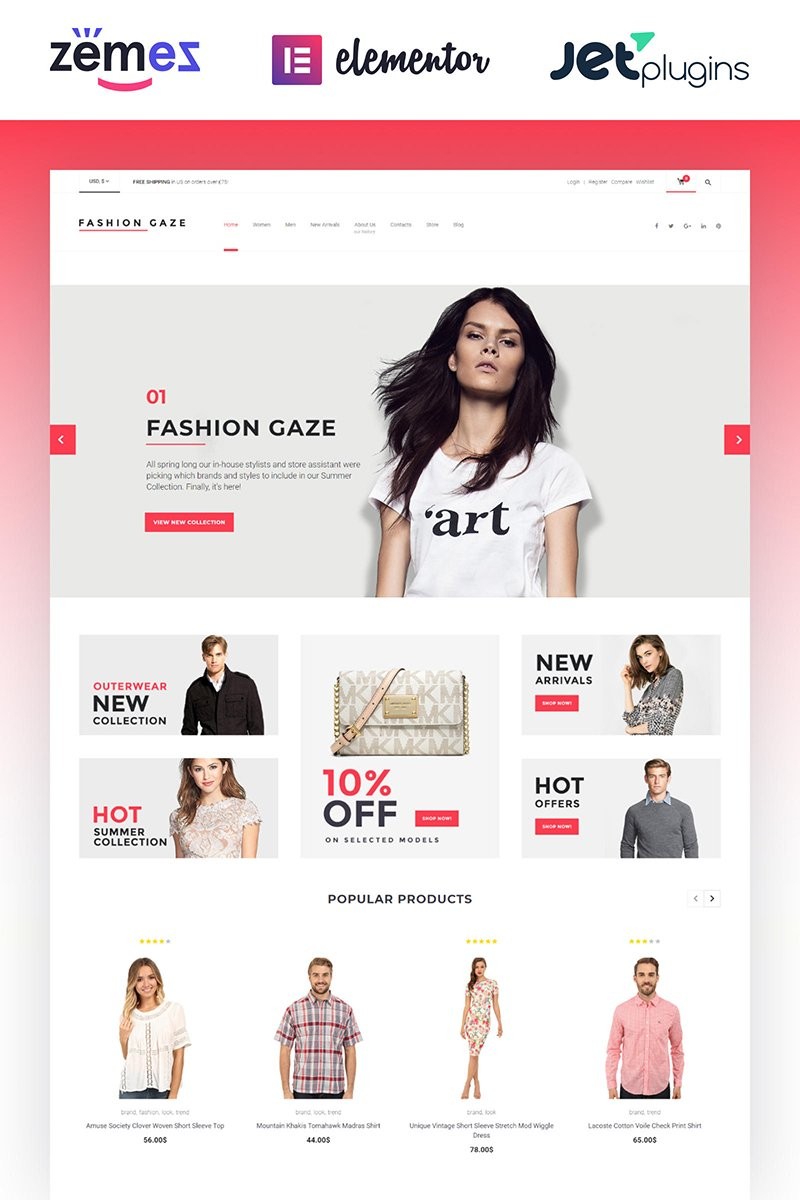 zemes
elementor
Jetplugins
USD, $
FREE SHIPPING in US on orders over £75!
Login | Register Compare Wishlist
FASHION GAZE
Home Women Men New Arrivals About Us Contacts Store Blog
01
FASHION GAZE
All spring long our in-house stylists and store assistant were
picking which brands and styles to include in our Summer
Collection. Finally, it's here!
VIEW NEW COLLECTION
'art
OUTERWEAR
NEW
COLLECTION
HOT
SUMMER
COLLECTION
10%
OFF
SHOP NOW!
ON SELECTED MODELS
NEW
ARRIVALS
SHOP NOW!
HOT
OFFERS
SHOP NOW!
POPULAR PRODUCTS
brand, fashion, look, trend
Amuse Society Clover Woven Short Sleeve Top
56.00$
brand, look, trend
Mountain Khakis Tomahawk Madras Shirt
44.00$
brand, look
Unique Vintage Short Sleeve Stretch Mod Wiggle
Dress
78.00$
brand, trend
Lacoste Cotton Voile Check Print Shirt
65.00$